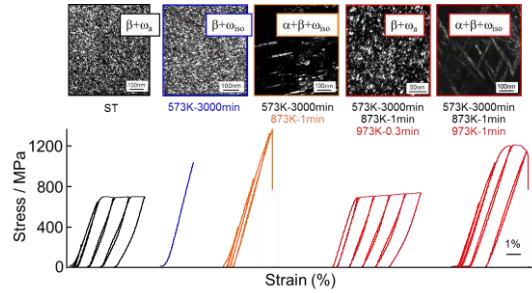 β+ωa
β+ωiso
α+β+ωiso
β+ωa
α+β+ωiso
100nm
100nm
100nm
50nm
100nm
ST
573K-3000min
573K-3000min
873K-1min
573K-3000min
873K-1min
973K-0.3min
573K-3000min
873K-1min
973K-1min
Stress / MPa
1200
800
400
0
1%
Strain (%)